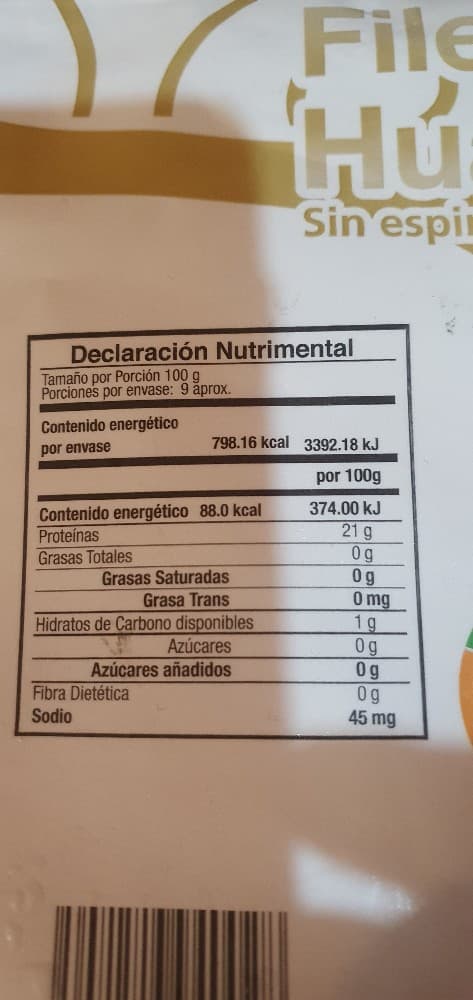 File
Hua
Sin espin
Declaración Nutrimental
Tamaño por Porción 100 g
Porciones por envase: 9 aprox.
Contenido energético
por envase 798.16 kcal 3392.18 kJ
por 100g
Contenido energético 88.0 kcal 374.00 kJ
Proteínas 21 g
Grasas Totales 0 g
Grasas Saturadas 0 g
Grasa Trans 0 mg
Hidratos de Carbono disponibles 1 g
Azúcares 0 g
Azúcares añadidos 0 g
Fibra Dietética 0 g
Sodio 45 mg